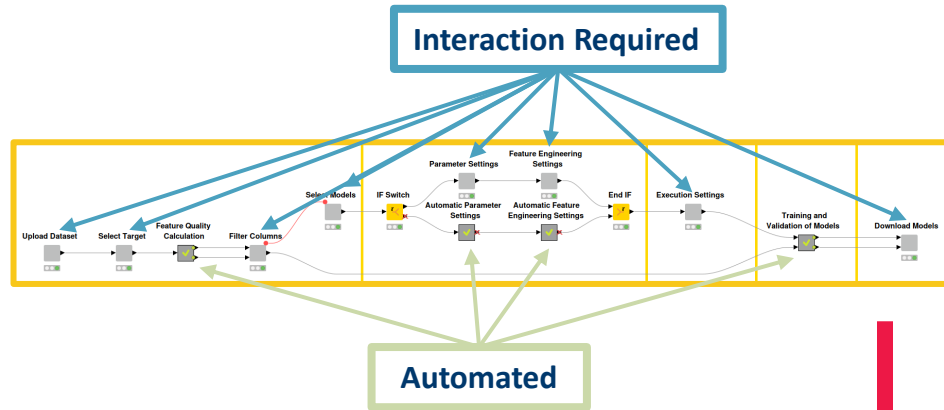 Interaction Required
Feature Engineering
Settings
Parameter Settings
Select Models
IF Switch
End IF
Execution Settings
Automatic Parameter
Settings
Automatic Feature
Engineering Settings
Training and
Validation of Models
Download Models
Upload Dataset
Select Target
Feature Quality
Calculation
Filter Columns
Automated